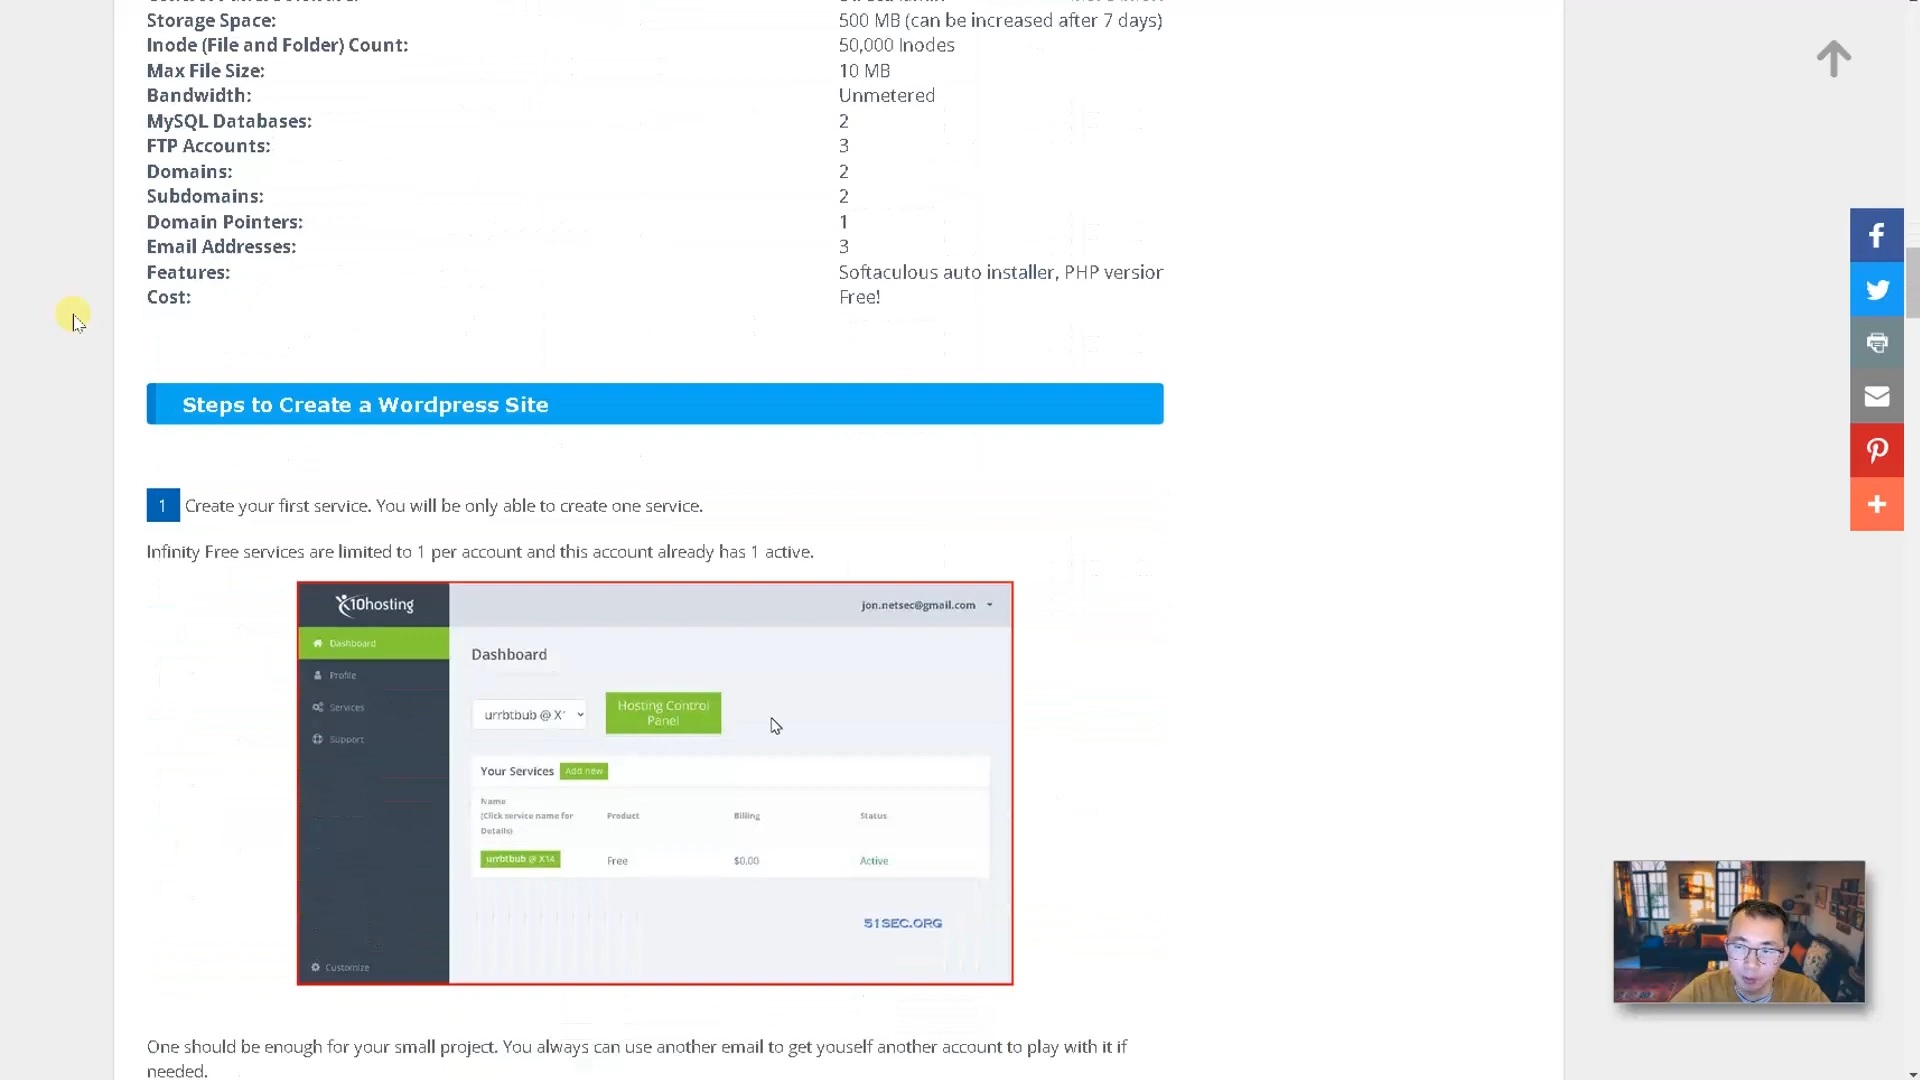 Storage Space: 500 MB (can be increased after 7 days)
Inode (File and Folder) Count: 50,000 Inodes
Max File Size: 10 MB
Bandwidth: Unmetered
MySQL Databases: 2
FTP Accounts: 3
Domains: 2
Subdomains: 2
Domain Pointers: 1
Email Addresses: 3
Features: Softaculous auto installer, PHP version
Cost: Free!
Steps to Create a Wordpress Site
1 Create your first service. You will be only able to create one service.
Infinity Free services are limited to 1 per account and this account already has 1 active.
X10hosting
jon.netsec@gmail.com
Dashboard
Profile
Services
Support
Customize
Dashboard
urrbtbub @ X1
Hosting Control
Panel
Your Services Add new
Name
(Click service name for
Details)
Product Billing Status
urrbtbub @ X14 Free $0.00 Active
51SEC.ORG
One should be enough for your small project. You always can use another email to get youself another account to play with it if
needed.